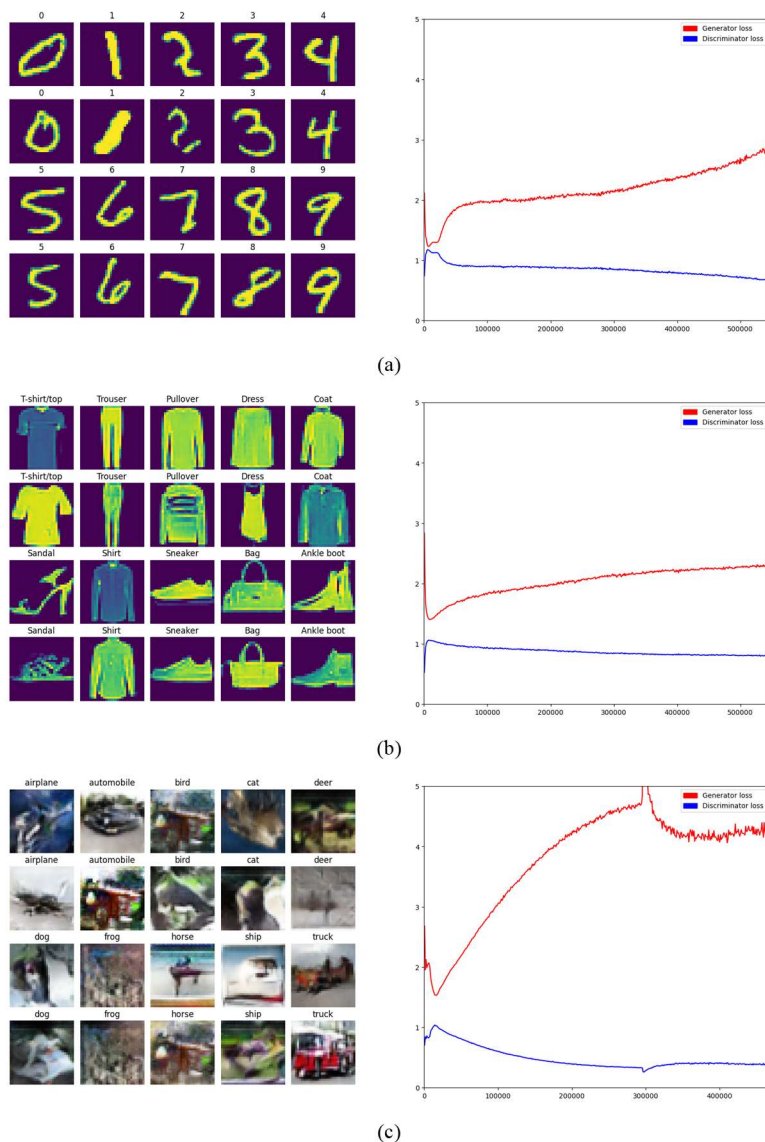 0 1 2 3 4
0 1 2 3 4
5 6 7 8 9
5 6 7 8 9
5
4
3
2
1
0
0 100000 200000 300000 400000 500000
Generator loss
Discriminator loss
(a)
T-shirt/top Trouser Pullover Dress Coat
T-shirt/top Trouser Pullover Dress Coat
Sandal Shirt Sneaker Bag Ankle boot
Sandal Shirt Sneaker Bag Ankle boot
5
4
3
2
1
0
0 100000 200000 300000 400000 500000
Generator loss
Discriminator loss
(b)
airplane automobile bird cat deer
airplane automobile bird cat deer
dog frog horse ship truck
dog frog horse ship truck
5
4
3
2
1
0
0 100000 200000 300000 400000
Generator loss
Discriminator loss
(c)